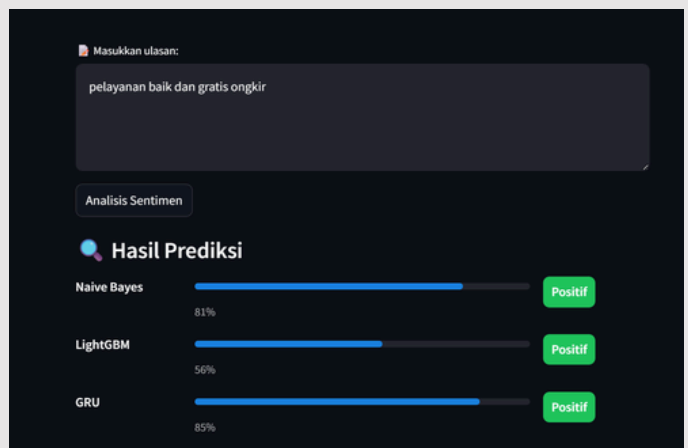 Masukkan ulasan:
pelayanan baik dan gratis ongkir
Analisis Sentimen
Hasil Prediksi
Naive Bayes
Positif
81%
LightGBM
Positif
56%
GRU
Positif
85%